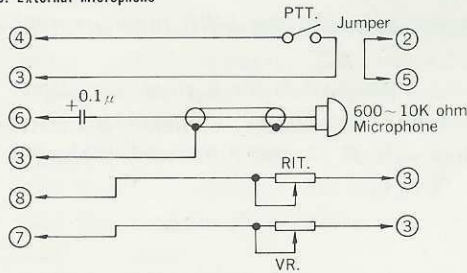 External Microphone
PTT.
Jumper
4
2
3
5
+ 0.1 μ
6
600~10K ohm
Microphone
3
RIT.
8
3
7
3
VR.